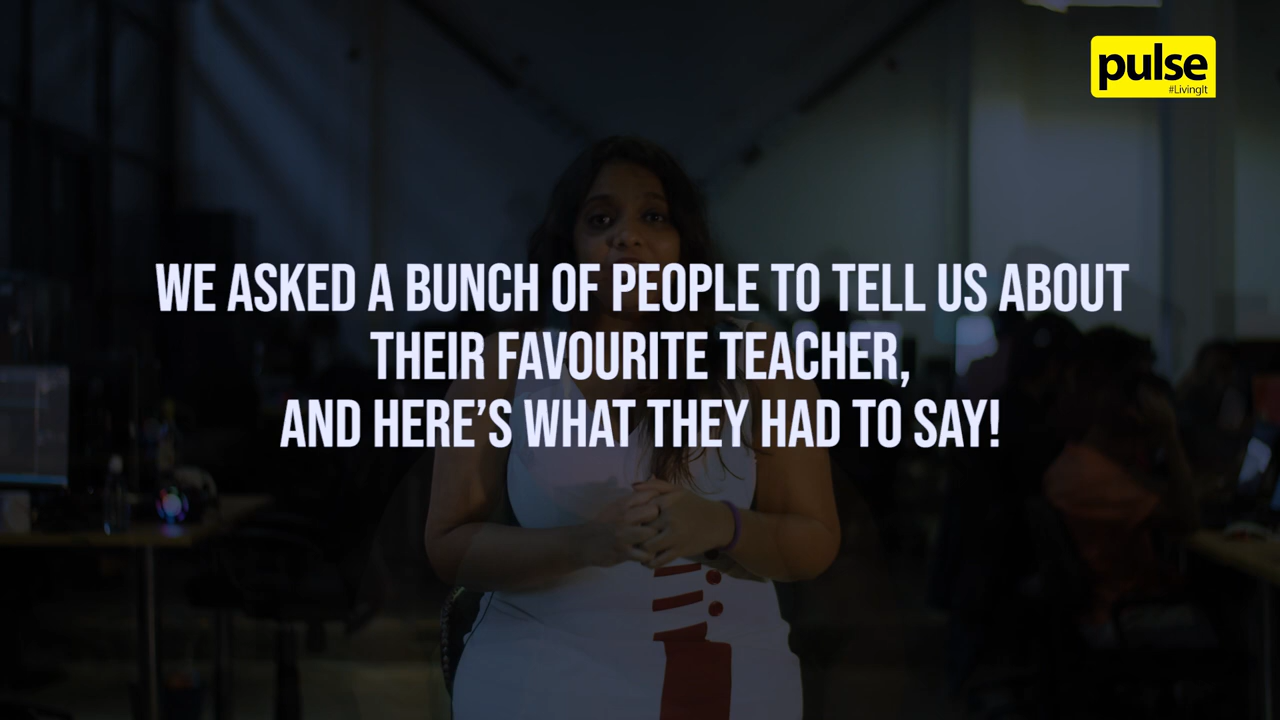 pulse
#LivingIt
WE ASKED A BUNCH OF PEOPLE TO TELL US ABOUT
THEIR FAVOURITE TEACHER,
AND HERE'S WHAT THEY HAD TO SAY!